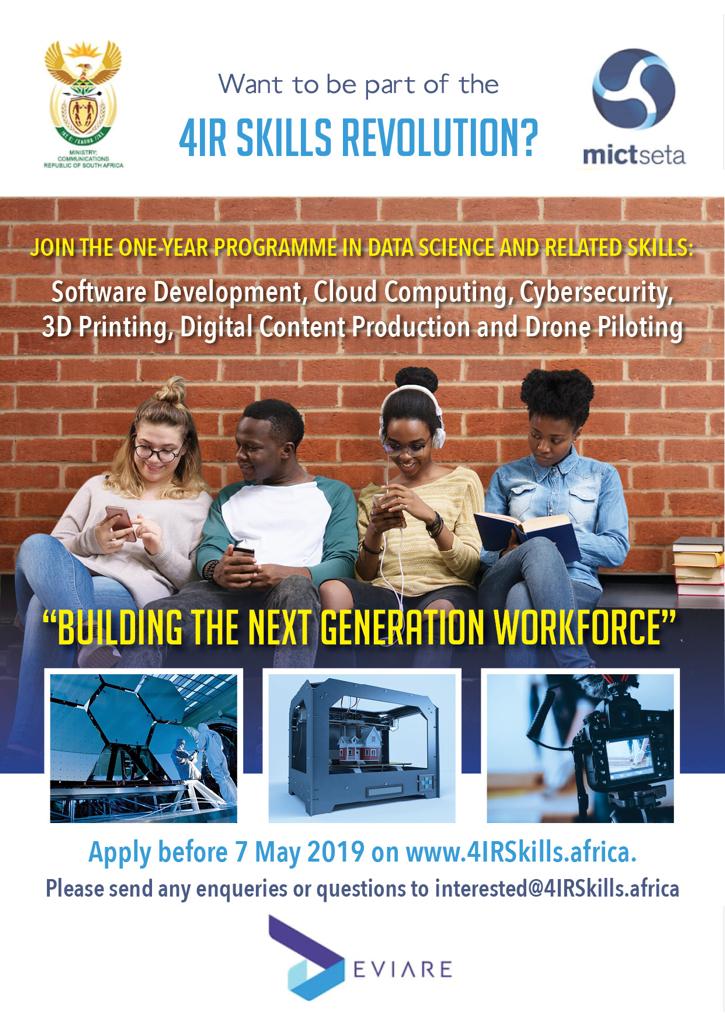 Want to be part of the
4IR SKILLS REVOLUTION?
MINISTRY:
COMMUNICATIONS
REPUBLIC OF SOUTH AFRICA
mictseta
JOIN THE ONE-YEAR PROGRAMME IN DATA SCIENCE AND RELATED SKILLS:
Software Development, Cloud Computing, Cybersecurity,
3D Printing, Digital Content Production and Drone Piloting
“BUILDING THE NEXT GENERATION WORKFORCE”
Apply before 7 May 2019 on www.4IRSkills.africa.
Please send any enqueries or questions to interested@4IRSkills.africa
EVIARE